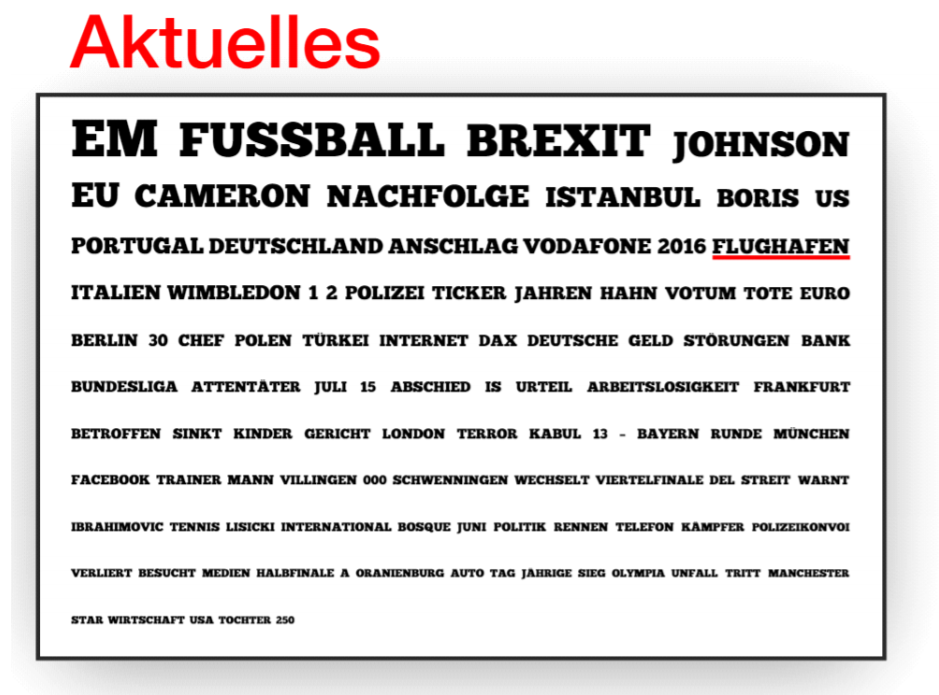 Aktuelles
EM FUSSBALL BREXIT JOHNSON
EU CAMERON NACHFOLGE ISTANBUL BORIS US
PORTUGAL DEUTSCHLAND ANSCHLAG VODAFONE 2016 FLUGHAFEN
ITALIEN WIMBLEDON 1 2 POLIZEI TICKER JAHREN HAHN VOTUM TOTE EURO
BERLIN 30 CHEF POLEN TÜRKEI INTERNET DAX DEUTSCHE GELD STÖRUNGEN BANK
BUNDESLIGA ATTENTÄTER JULI 15 ABSCHIED IS URTEIL ARBEITSLOSIGKEIT FRANKFURT
BETROFFEN SINKT KINDER GERICHT LONDON TERROR KABUL 13 – BAYERN RUNDE MÜNCHEN
FACEBOOK TRAINER MANN VILLINGEN 000 SCHWENNINGEN WECHSELT VIERTELFINALE DEL STREIT WARNT
IBRAHIMOVIC TENNIS LISICKI INTERNATIONAL BOSQUE JUNI POLITIK RENNEN TELEFON KÄMPFER POLIZEIKONVOI
VERLIERT BESUCHT MEDIEN HALBFINALE A ORANIENBURG AUTO TAG JÄHRIGE SIEG OLYMPIA UNFALL TRITT MANCHESTER
STAR WIRTSCHAFT USA TOCHTER 250